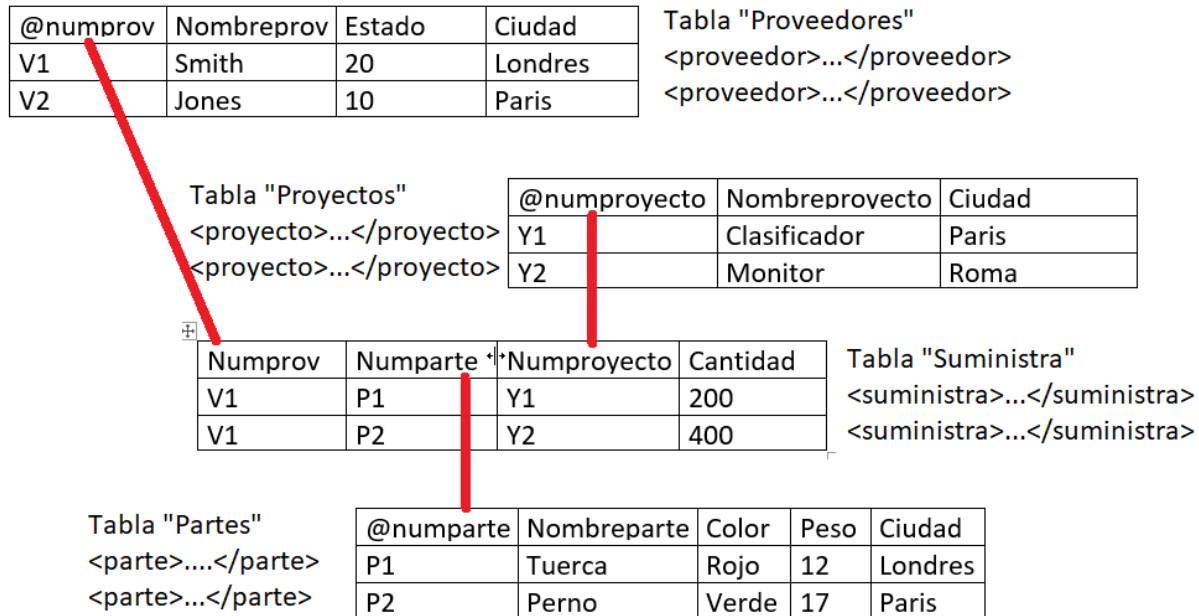 @numprov Nombreprov Estado Ciudad
V1 Smith 20 Londres
V2 Jones 10 Paris
Tabla "Proveedores"
<proveedor>...</proveedor>
<proveedor>...</proveedor>
Tabla "Proyectos"
<proyecto>...</proyecto>
<proyecto>...</proyecto>
@numproyecto Nombreproyecto Ciudad
Y1 Clasificador Paris
Y2 Monitor Roma
Numprov Numparte Numproyecto Cantidad
V1 P1 Y1 200
V1 P2 Y2 400
Tabla "Suministra"
<suministra>...</suministra>
<suministra>...</suministra>
Tabla "Partes"
<parte>....</parte>
<parte>...</parte>
@numparte Nombreparte Color Peso Ciudad
P1 Tuerca Rojo 12 Londres
P2 Perno Verde 17 Paris